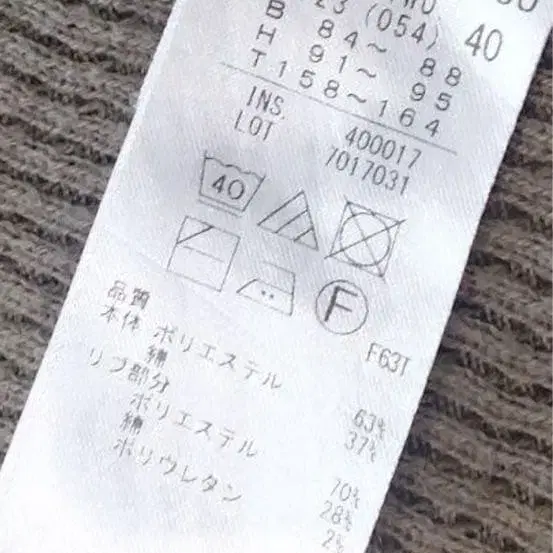 23 (054) 40
B 84～ 88
H 91～ 95
T 158～164
INS. 400017
LOT 7017031
40
F
F63T
品質
本体 ポリエステル 63%
綿 37%
リブ部分
ポリエステル 70%
綿 28%
ポリウレタン 2%